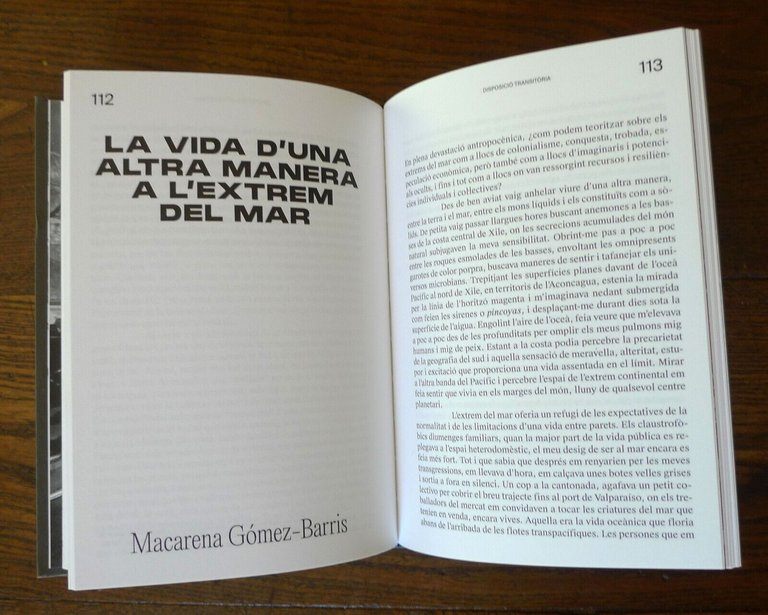 112
LA VIDA D'UNA
ALTRA MANERA
A L'EXTREM
DEL MAR
Macarena Gómez-Barris
DISPOSICIÓ TRANSITÒRIA
113
En plena devastació antropocènica, ¿com podem teoritzar sobre els
extrems del mar com a llocs de colonialisme, conquesta, trobada, es-
peculació econòmica, però també com a llocs d'imaginaris i potenci-
als ocults, i fins i tot com a llocs on van ressorgint recursos i resilièn-
cies individuals i col·lectives?
Des de ben aviat vaig anhelar viure d'una altra manera,
entre la terra i el mar, entre els mons líquids i els constituïts com a sò-
lids. De petita vaig passar llargues hores buscant anemones a les bas-
ses de la costa central de Xile, on les secrecions acumulades del món
natural subjugaven la meva sensibilitat. Obrint-me pas a poc a poc
entre les roques esmolades de les basses, envoltant les omnipresents
garotes de color porpra, buscava maneres de sentir i tafanejar els uni-
versos microbians. Trepitjant les superfícies planes davant de l'oceà
Pacífic al nord de Xile, en territoris de l'Aconcagua, estenia la mirada
per la línia de l'horitzó magenta i m'imaginava nedant submergida
com feien les sirenes o pincoyas, i desplaçant-me durant dies sota la
superfície de l'aigua. Engolint l'aire de l'oceà, feia veure que m'elevava
a poc a poc des de les profunditats per omplir els meus pulmons mig
humans i mig de peix. Estant a la costa podia percebre la precarietat
de la geografia del sud i aquella sensació de meravella, alteritat, estu-
por i excitació que proporciona una vida assentada en el límit. Mirar
a l'altra banda del Pacífic i percebre l'espai de l'extrem continental em
feia sentir que vivia en els marges del món, lluny de qualsevol centre
planetari.
L'extrem del mar oferia un refugi de les expectatives de la
normalitat i de les limitacions d'una vida entre parets. Els claustrofò-
bics diumenges familiars, quan la major part de la vida pública es re-
plegava a l'espai heterodomèstic, el meu desig de ser al mar encara es
feia més fort. Tot i que sabia que després em renyarien per les meves
transgressions, em llevava d'hora, em calçava unes botes velles grises
i sortia a fora en silenci. Un cop a la cantonada, agafava un petit co-
lectivo per cobrir el breu trajecte fins al port de Valparaíso, on els tre-
balladors del mercat em convidaven a tocar les criatures del mar que
tenien en venda, encara vives. Aquella era la vida oceànica que floria
abans de l'arribada de les flotes transpacífiques. Les persones que em